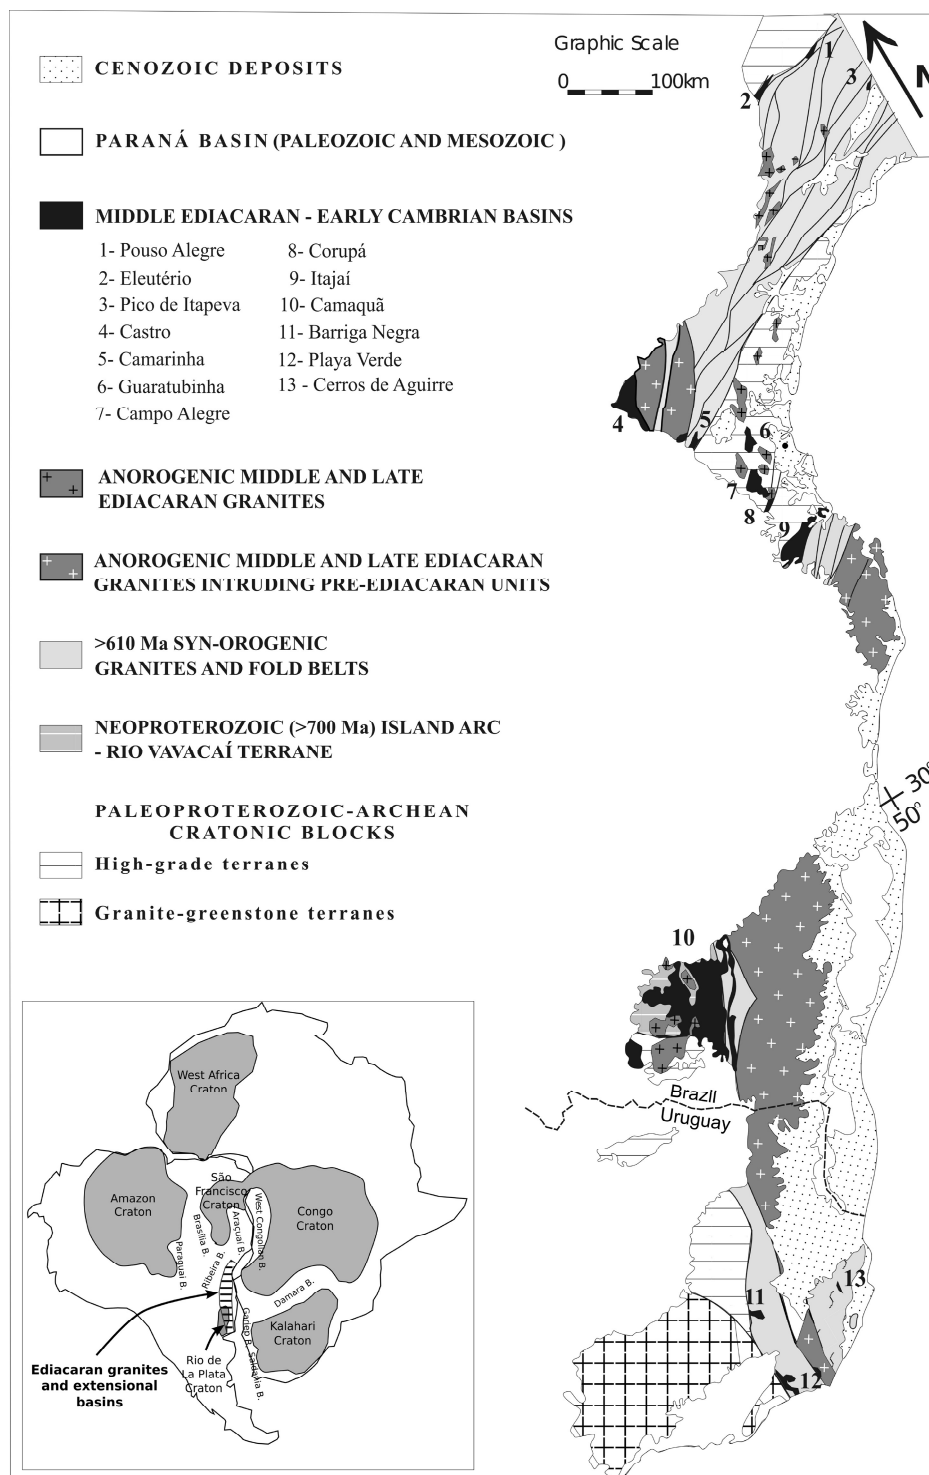 Graphic Scale
0 100km
N
CENOZOIC DEPOSITS
PARANÁ BASIN (PALEOZOIC AND MESOZOIC )
MIDDLE EDIACARAN - EARLY CAMBRIAN BASINS
1- Pouso Alegre
2- Eleutério
3- Pico de Itapeva
4- Castro
5- Camarinha
6- Guaratubinha
7- Campo Alegre
8- Corupá
9- Itajaí
10- Camaquã
11- Barriga Negra
12- Playa Verde
13 - Cerros de Aguirre
ANOROGENIC MIDDLE AND LATE
EDIACARAN GRANITES
ANOROGENIC MIDDLE AND LATE EDIACARAN
GRANITES INTRUDING PRE-EDIACARAN UNITS
>610 Ma SYN-OROGENIC
GRANITES AND FOLD BELTS
NEOPROTEROZOIC (>700 Ma) ISLAND ARC
- RIO VAVACAÍ TERRANE
PALEOPROTEROZOIC-ARCHEAN
CRATONIC BLOCKS
High-grade terranes
Granite-greenstone terranes
1
2
3
4
5
6
7
8
9
30°
50°
10
Brazil
Uruguay
11
12
13
West Africa
Craton
Amazon
Craton
São
Francisco
Craton
Congo
Craton
Kalahari
Craton
Rio de
La Plata
Craton
Paraguai B.
Brasília B.
Araçuaí B.
West Congolian B.
Ribeira B.
Damara B.
Gariep B.
Saldania B.
Ediacaran granites
and extensional
basins